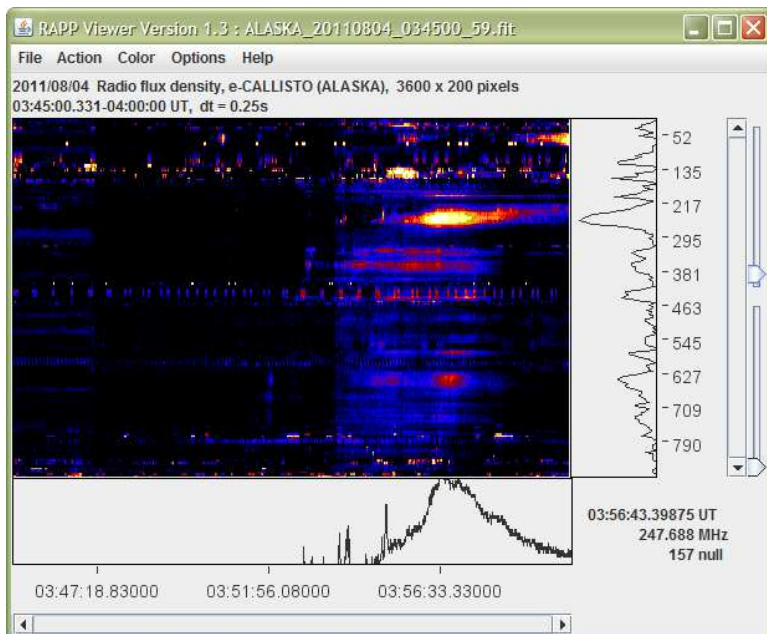 RAPP Viewer Version 1.3 : ALASKA_20110804_034500_59.fit
File Action Color Options Help
2011/08/04 Radio flux density, e-CALLISTO (ALASKA), 3600 x 200 pixels
03:45:00.331-04:00:00 UT, dt = 0.25s
52
135
217
295
381
463
545
627
709
790
03:56:43.39875 UT
247.688 MHz
157 null
03:47:18.83000 03:51:56.08000 03:56:33.33000